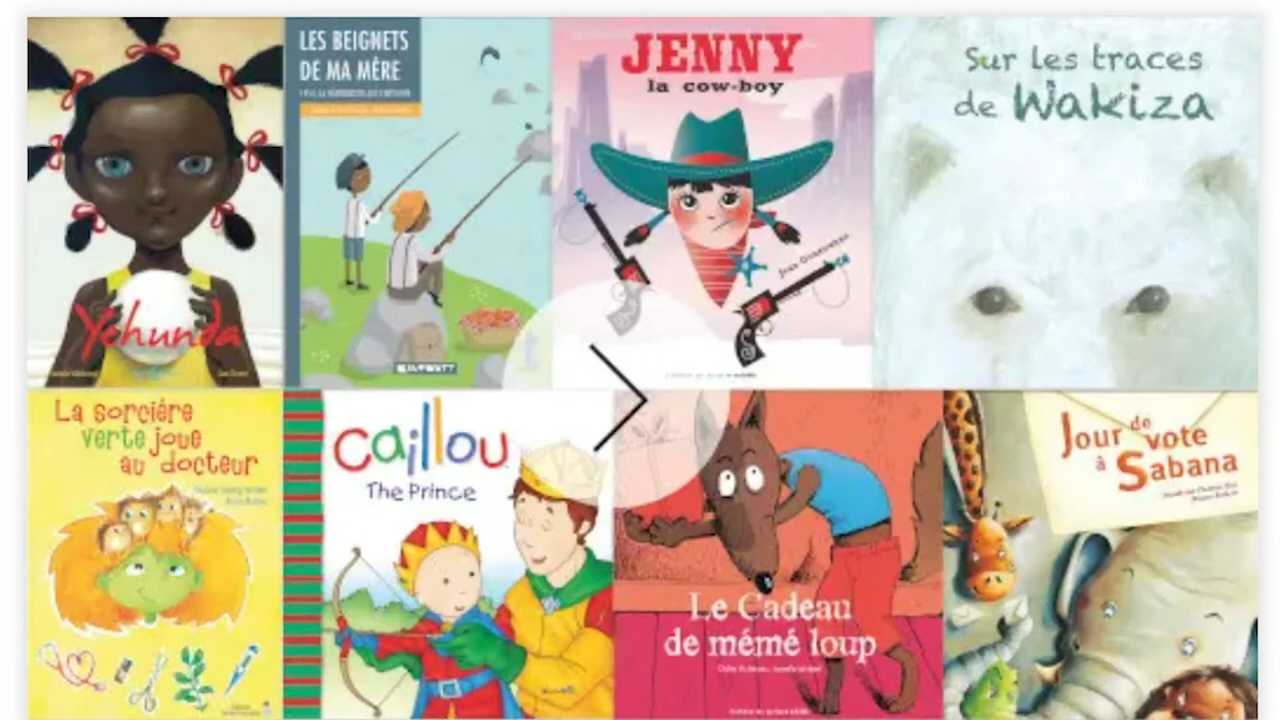 Yehunda
LES BEIGNETS
DE MA MÈRE
JENNY
la cow-boy
Sur les traces
de Wakiza
La sorcière
verte joue
au docteur
Caillou
The Prince
Le Cadeau
de mémé loup
Jour de vote
à Sabana